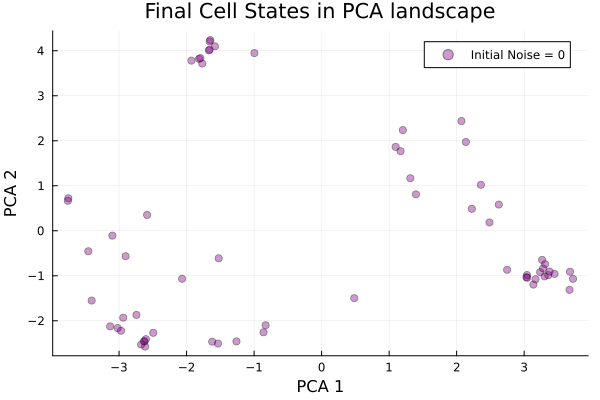 Final Cell States in PCA landscape
Initial Noise = 0
PCA 2
4
3
2
1
0
−1
−2
−3 −2 −1 0 1 2 3
PCA 1